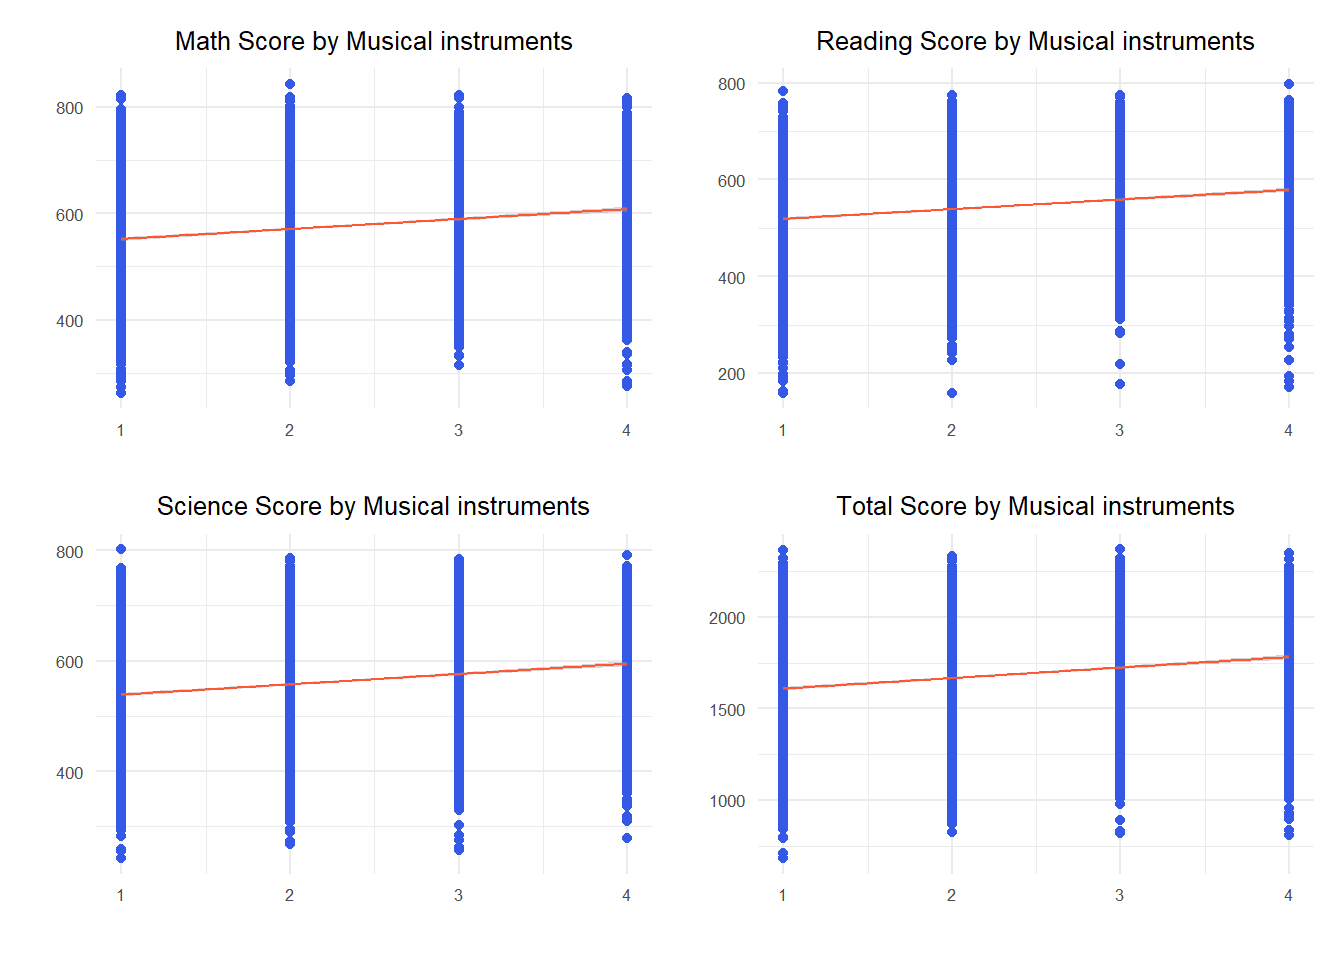 Math Score by Musical instruments
800
600
400
1 2 3 4
Reading Score by Musical instruments
800
600
400
200
1 2 3 4
Science Score by Musical instruments
800
600
400
1 2 3 4
Total Score by Musical instruments
2000
1500
1000
1 2 3 4